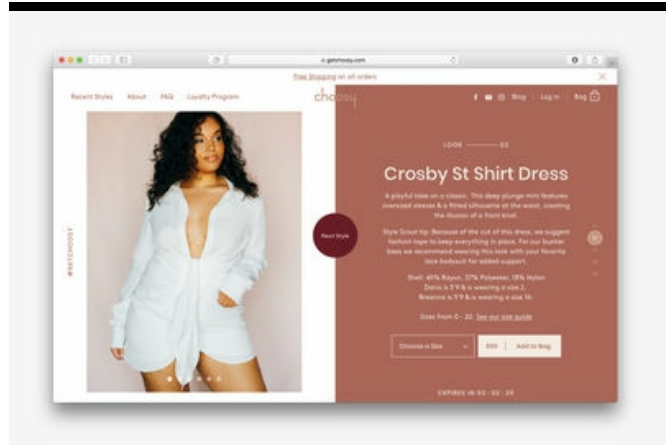 getchoosy.com
Free Shipping on all orders
Recent Styles About FAQ Loyalty Program
choosy
Blog Log In Bag
LOOK 02
Crosby St Shirt Dress
A playful take on a classic. This deep plunge mini features
oversized sleeves & a fitted silhouette at the waist, creating
the illusion of a front knot.
Style Scout tip: Because of the cut of this dress, we suggest
fashion tape to keep everything in place. For our bustier
baes we recommend wearing this look with your favorite
lace bodysuit for added support.
Shell: 45% Rayon, 37% Polyester, 18% Nylon
Daria is 5'9 & is wearing a size 2.
Breanna is 5'9 & is wearing a size 16.
Sizes from 0 - 20. See our size guide
Choose a Size
Add to Bag
Next Style
#GETCHOOSY